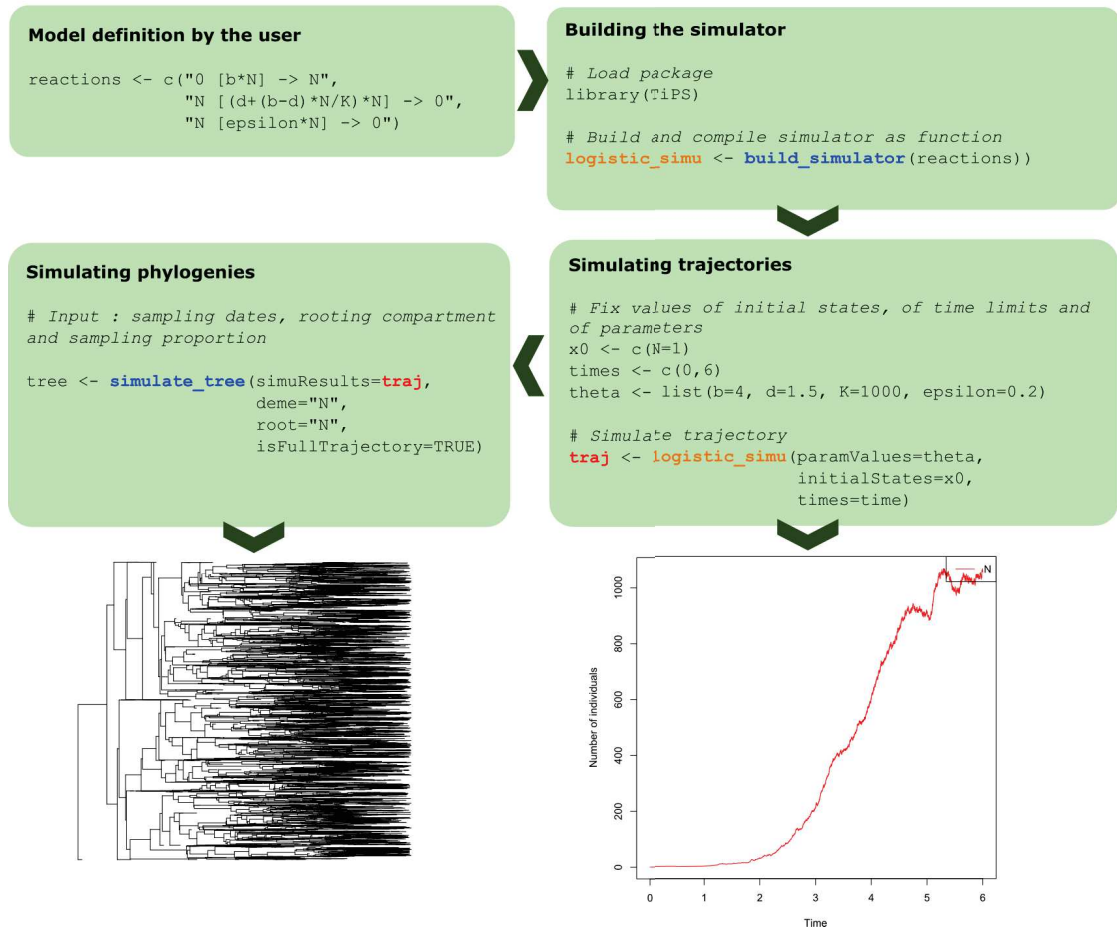 Model definition by the user
reactions <- c("0 [b*N] -> N",
"N [(d+(b-d)*N/K)*N] -> 0",
"N [epsilon*N] -> 0")
Building the simulator
# Load package
library(TiPS)
# Build and compile simulator as function
logistic_simu <- build_simulator(reactions))
Simulating trajectories
# Fix values of initial states, of time limits and
of parameters
x0 <- c(N=1)
times <- c(0,6)
theta <- list(b=4, d=1.5, K=1000, epsilon=0.2)
# Simulate trajectory
traj <- logistic_simu(paramValues=theta,
initialStates=x0,
times=time)
Simulating phylogenies
# Input : sampling dates, rooting compartment
and sampling proportion
tree <- simulate_tree(simuResults=traj,
deme="N",
root="N",
isFullTrajectory=TRUE)
N
Number of individuals
1000
800
600
400
200
0
0 1 2 3 4 5 6
Time